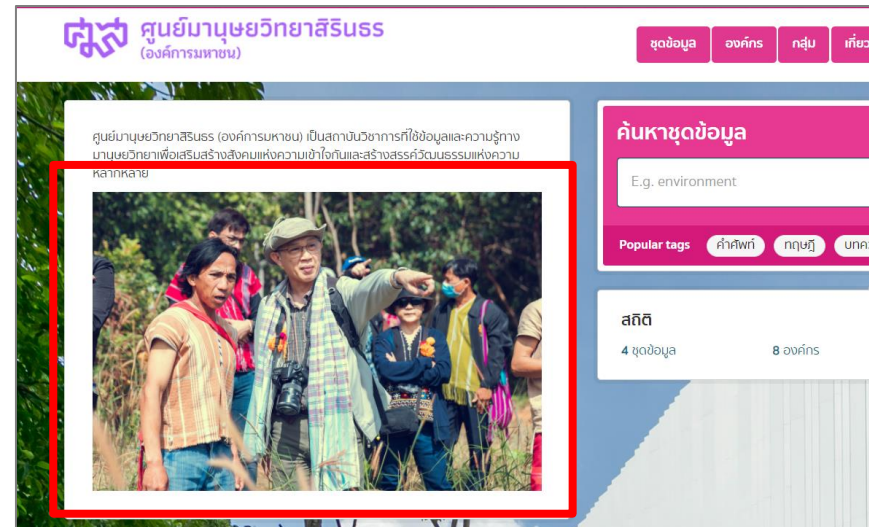 ศูนย์มานุษยวิทยาสิรินธร
(องค์การมหาชน)
ชุดข้อมูล องค์กร กลุ่ม
ศูนย์มานุษยวิทยาสิรินธร (องค์การมหาชน) เป็นสถาบันวิชาการที่ใช้ข้อมูลและความรู้ทาง
มานุษยวิทยาเพื่อเสริมสร้างสังคมแห่งความเข้าใจกันและสร้างสรรค์วัฒนธรรมแห่งความ
หลากหลาย
ค้นหาชุดข้อมูล
E.g. environment
Popular tags คำศัพท์ ทฤษฎี
สถิติ
4 ชุดข้อมูล 8 องค์กร